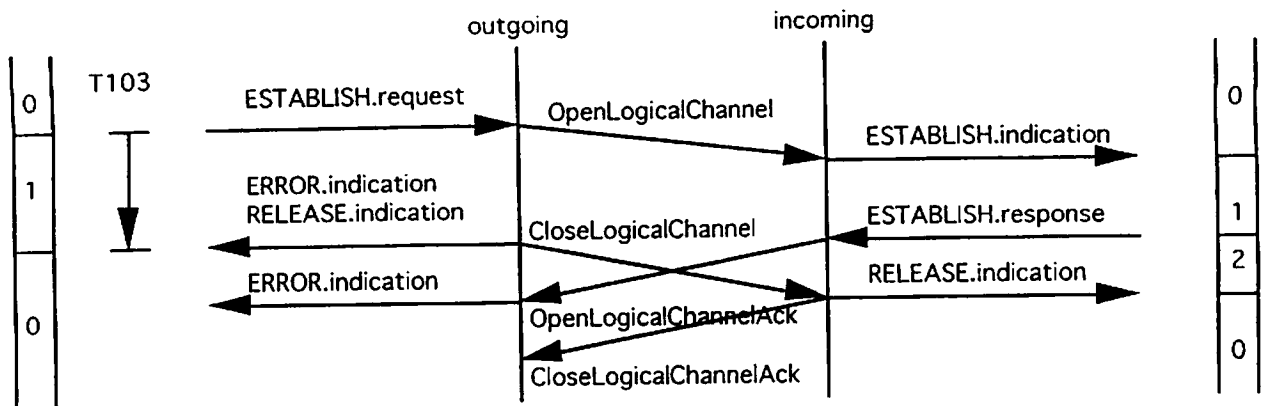 outgoing
incoming
T103
0
0
ESTABLISH.request
OpenLogicalChannel
ESTABLISH.indication
1
ERROR.indication
RELEASE.indication
CloseLogicalChannel
ESTABLISH.response
1
2
ERROR.indication
RELEASE.indication
OpenLogicalChannelAck
0
0
CloseLogicalChannelAck